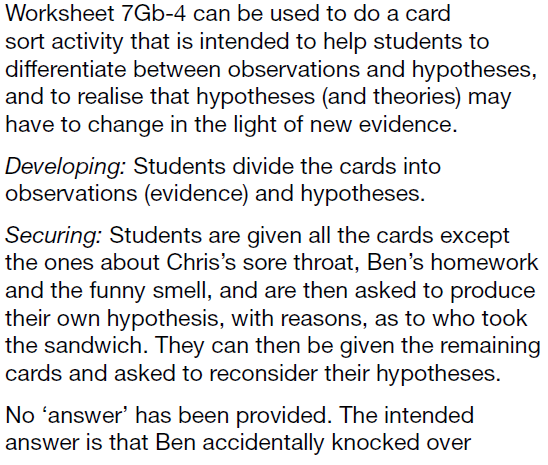 Worksheet 7Gb-4 can be used to do a card
sort activity that is intended to help students to
differentiate between observations and hypotheses,
and to realise that hypotheses (and theories) may
have to change in the light of new evidence.
Developing: Students divide the cards into
observations (evidence) and hypotheses.
Securing: Students are given all the cards except
the ones about Chris’s sore throat, Ben’s homework
and the funny smell, and are then asked to produce
their own hypothesis, with reasons, as to who took
the sandwich. They can then be given the remaining
cards and asked to reconsider their hypotheses.
No ‘answer’ has been provided. The intended
answer is that Ben accidentally knocked over